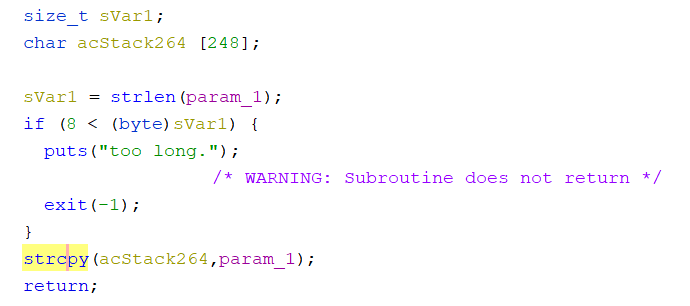 size_t sVar1;
char acStack264 [248];
sVar1 = strlen(param_1);
if (8 < (byte)sVar1) {
puts("too long.");
/* WARNING: Subroutine does not return */
exit(-1);
}
strcpy(acStack264,param_1);
return;